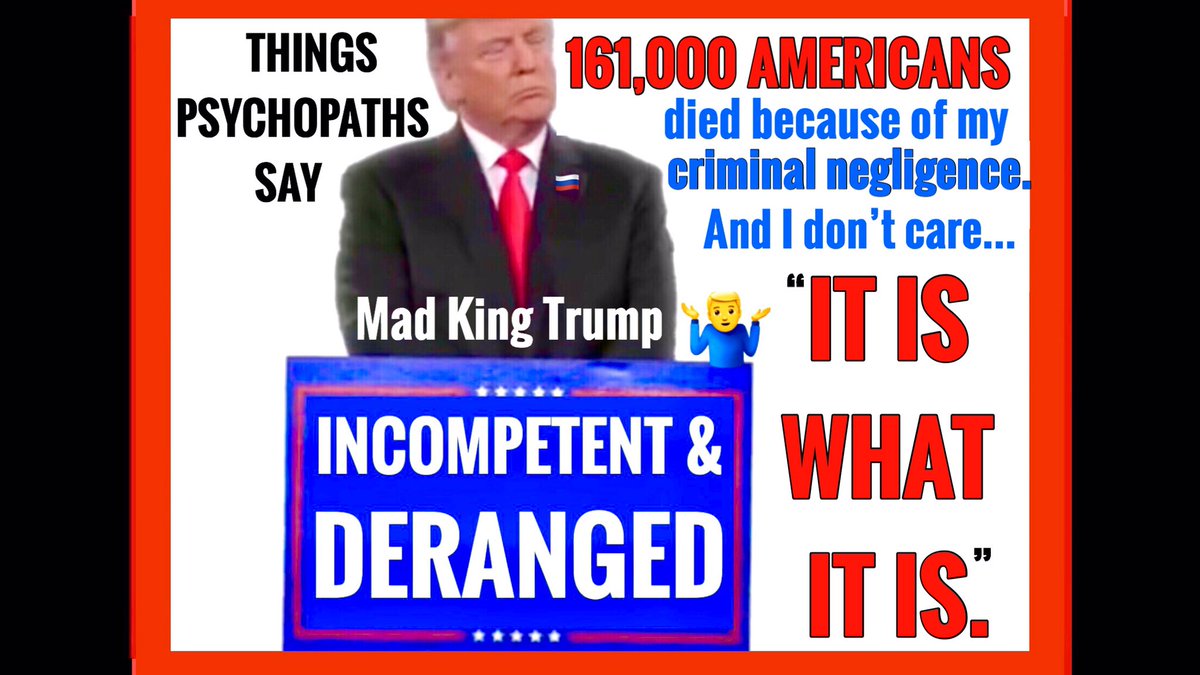 THINGS
PSYCHOPATHS
SAY
161,000 AMERICANS
died because of my
criminal negligence.
And I don’t care...
“IT IS
WHAT
IT IS.”
Mad King Trump
INCOMPETENT &
DERANGED